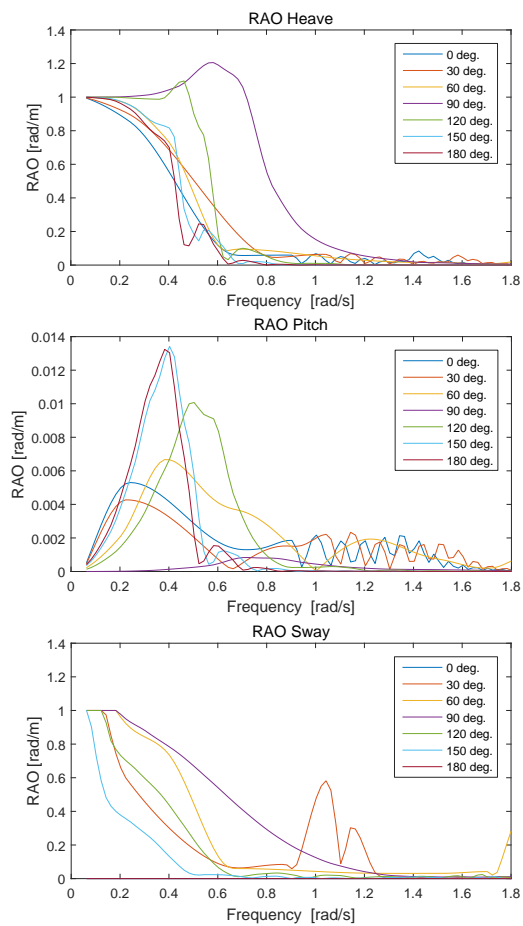 RAO Heave
1.4
1.2
1
0.8
0.6
0.4
0.2
0
RAO [rad/m]
0 deg.
30 deg.
60 deg.
90 deg.
120 deg.
150 deg.
180 deg.
0 0.2 0.4 0.6 0.8 1 1.2 1.4 1.6 1.8
Frequency [rad/s]
RAO Pitch
0.014
0.012
0.01
0.008
0.006
0.004
0.002
0
RAO [rad/m]
0 deg.
30 deg.
60 deg.
90 deg.
120 deg.
150 deg.
180 deg.
0 0.2 0.4 0.6 0.8 1 1.2 1.4 1.6 1.8
Frequency [rad/s]
RAO Sway
1.4
1.2
1
0.8
0.6
0.4
0.2
0
RAO [rad/m]
0 deg.
30 deg.
60 deg.
90 deg.
120 deg.
150 deg.
180 deg.
0 0.2 0.4 0.6 0.8 1 1.2 1.4 1.6 1.8
Frequency [rad/s]